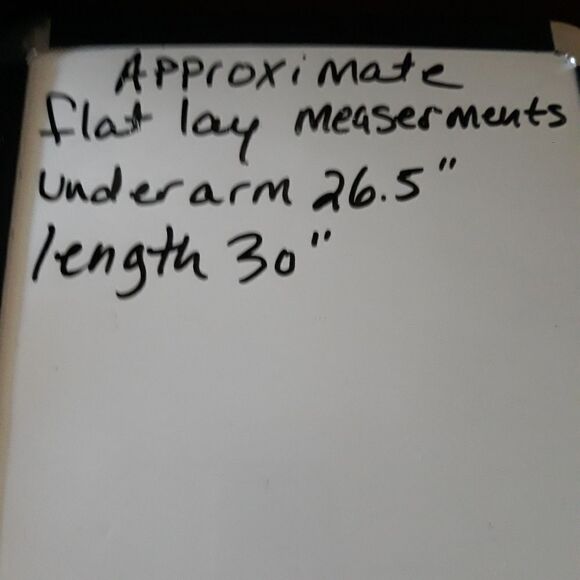 Approximate
flat lay measerments
underarm 26.5"
length 30"